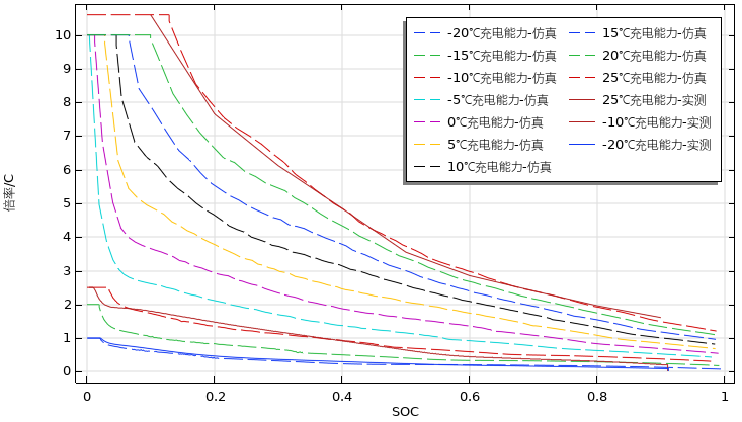 10
9
8
7
6
5
4
3
2
1
0
倍率/C
-20℃充电能力-仿真
-15℃充电能力-仿真
-10℃充电能力-仿真
-5℃充电能力-仿真
0℃充电能力-仿真
5℃充电能力-仿真
10℃充电能力-仿真
15℃充电能力-仿真
20℃充电能力-仿真
25℃充电能力-仿真
25℃充电能力-实测
-10℃充电能力-实测
-20℃充电能力-实测
0
0.2
0.4
0.6
0.8
1
SOC